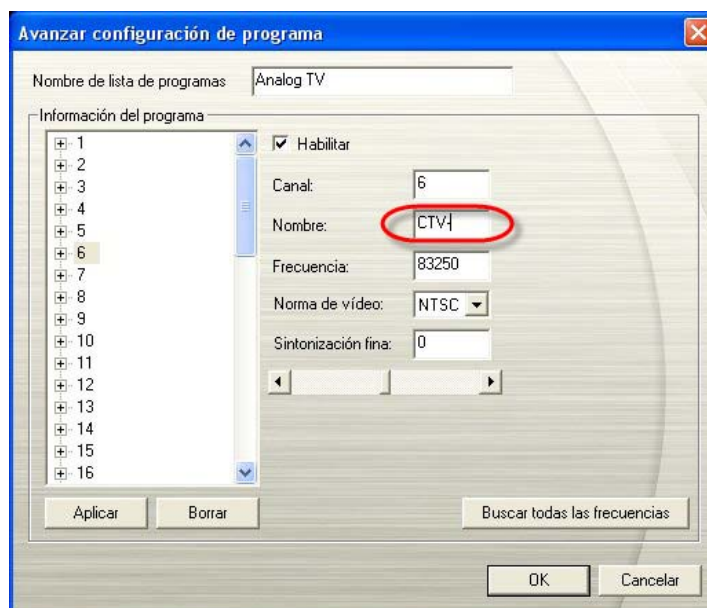 Avanzar configuración de programa
Nombre de lista de programas Analog TV
Información del programa
1
2
3
4
5
6
7
8
9
10
11
12
13
14
15
16
Habilitar
Canal: 6
Nombre: CTV-
Frecuencia: 83250
Norma de vídeo: NTSC
Sintonización fina: 0
Aplicar Borrar Buscar todas las frecuencias
OK Cancelar